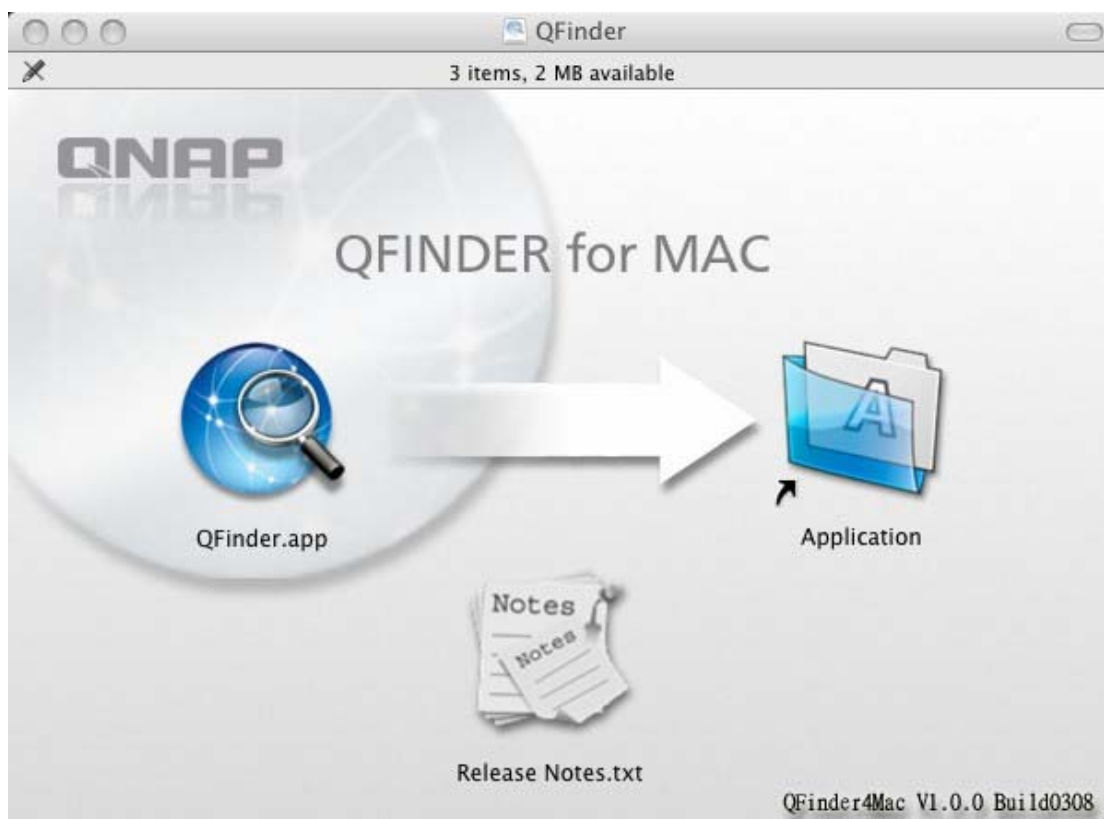 QFinder
3 items, 2 MB available
QNAP
QFINDER for MAC
A
QFinder.app
Application
Notes
Notes
Release Notes.txt
QFinder4Mac V1.0.0 Build0308